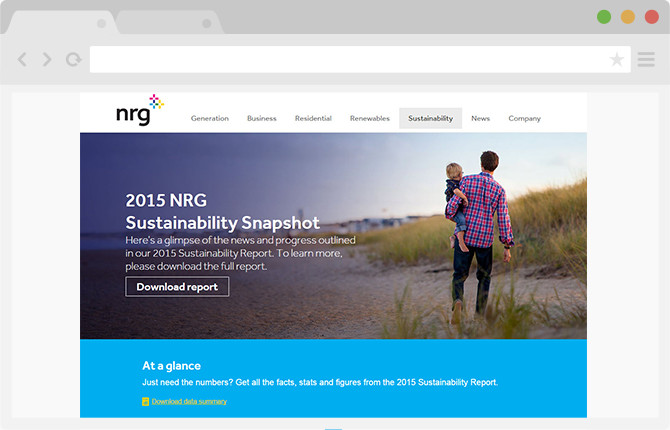 nrg
Generation Business Residential Renewables Sustainability News Company
2015 NRG
Sustainability Snapshot
Here's a glimpse of the news and progress outlined
in our 2015 Sustainability Report. To learn more,
please download the full report.
Download report
At a glance
Just need the numbers? Get all the facts, stats and figures from the 2015 Sustainability Report.
Download data summary